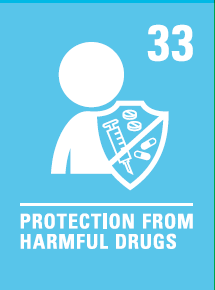 33
PROTECTION FROM
HARMFUL DRUGS